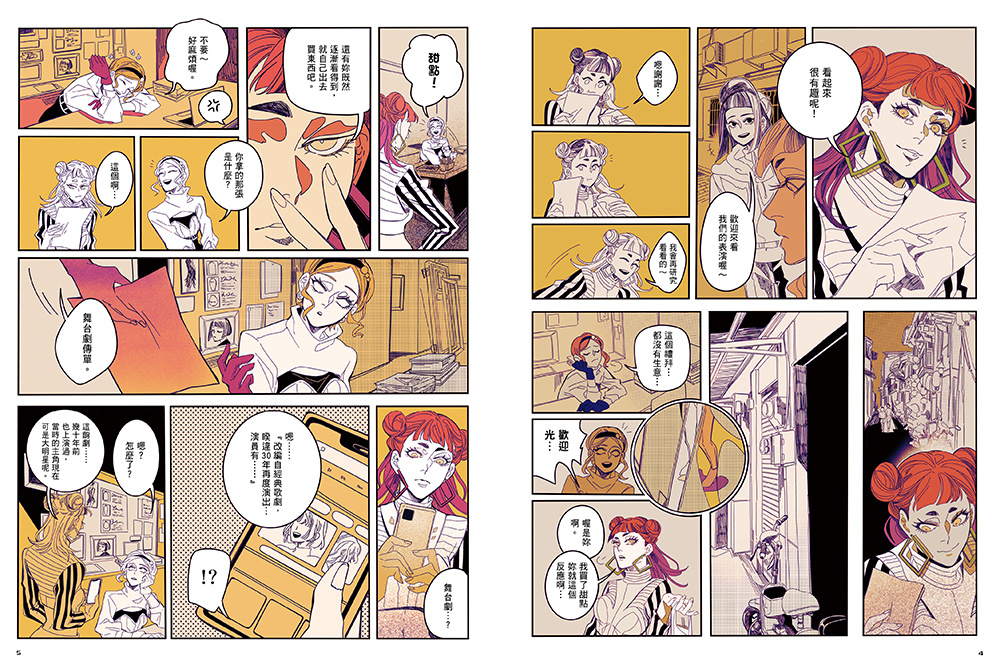 看起來
很有趣呢！
歡迎來看
我們的表演喔～
嗯謝謝…
我會再研究
看看的～
這個禮拜…
都沒有生意…
歡迎
光…
喔是妳
啊。
我買了甜點
妳就這個
反應啊…
4
甜點！
這有妳既然
逐漸看得到，
就自己出去
買東西吧。
不要～
好麻煩喔。
你拿的那張
是什麼？
這個啊…
舞台劇傳單。
舞台劇…？
嗯……
『改編自經典歌劇，
睽違30年再度演出…
演員有……』
!?
嗯？
怎麼了？
這齣劇……
幾十年前
也上演過，
當時的主角現在
可是大明星呢。
5